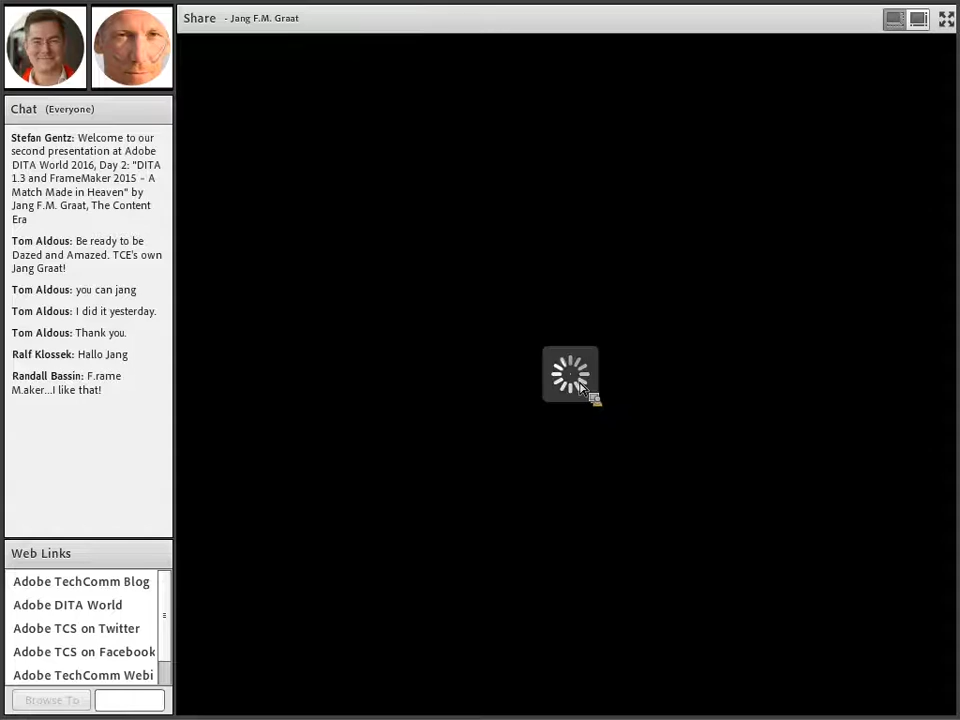 Share - Jang F.M. Graat
Chat (Everyone)
Stefan Gentz: Welcome to our
second presentation at Adobe
DITA World 2016, Day 2: "DITA
1.3 and FrameMaker 2015 - A
Match Made in Heaven" by
Jang F.M. Graat, The Content
Era
Tom Aldous: Be ready to be
Dazed and Amazed. TCE's own
Jang Graat!
Tom Aldous: you can jang
Tom Aldous: I did it yesterday.
Tom Aldous: Thank you.
Ralf Klossek: Hallo Jang
Randall Bassin: F.rame
M.aker...I like that!
Web Links
Adobe TechComm Blog
Adobe DITA World
Adobe TCS on Twitter
Adobe TCS on Facebook
Adobe TechComm Webi
Browse To